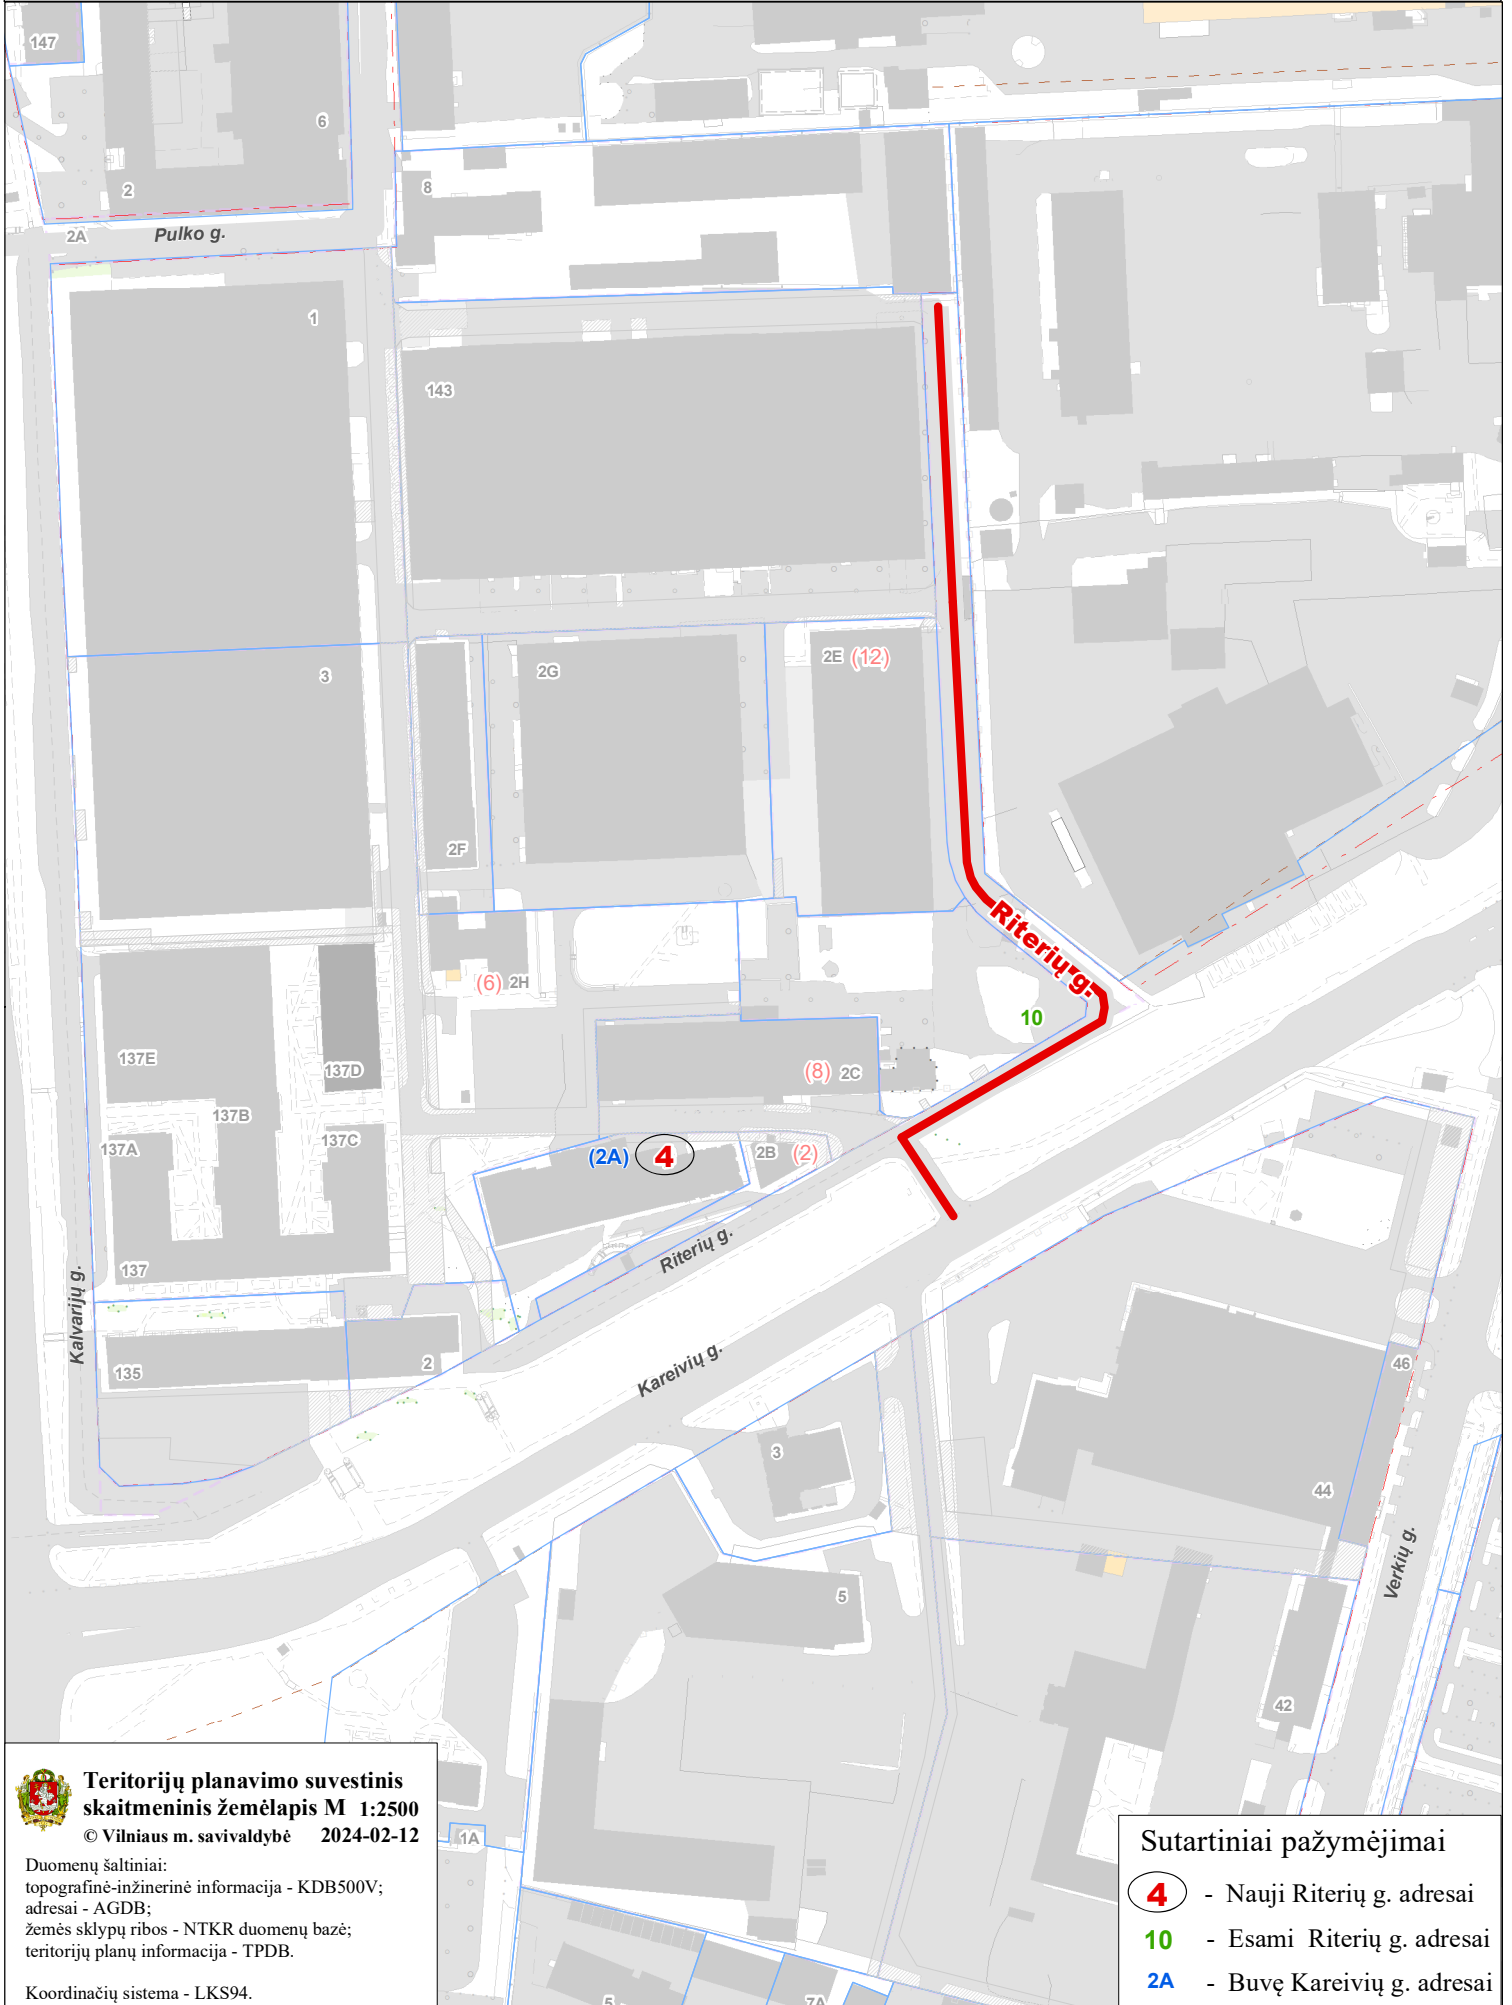 147
6
2
8
2A
Pulko g.
1
143
3
2G
2E (12)
2F
(6) 2H
Riterių g.
10
137E
137D
(8) 2C
137B
137A
137C
(2A) 4
2B (2)
Riterių g.
137
Kalvarijų g.
135
2
Kareivių g.
46
3
44
Verkių g.
5
42
1A
5
7A
Teritorijų planavimo suvestinis
skaitmeninis žemėlapis M 1:2500
© Vilniaus m. savivaldybė 2024-02-12
Duomenų šaltiniai:
topografinė-inžinerinė informacija - KDB500V;
adresai - AGDB;
žemės sklypų ribos - NTKR duomenų bazė;
teritorijų planų informacija - TPDB.
Koordinačių sistema - LKS94.
Sutartiniai pažymėjimai
4 - Nauji Riterių g. adresai
10 - Esami Riterių g. adresai
2A - Buvę Kareivių g. adresai